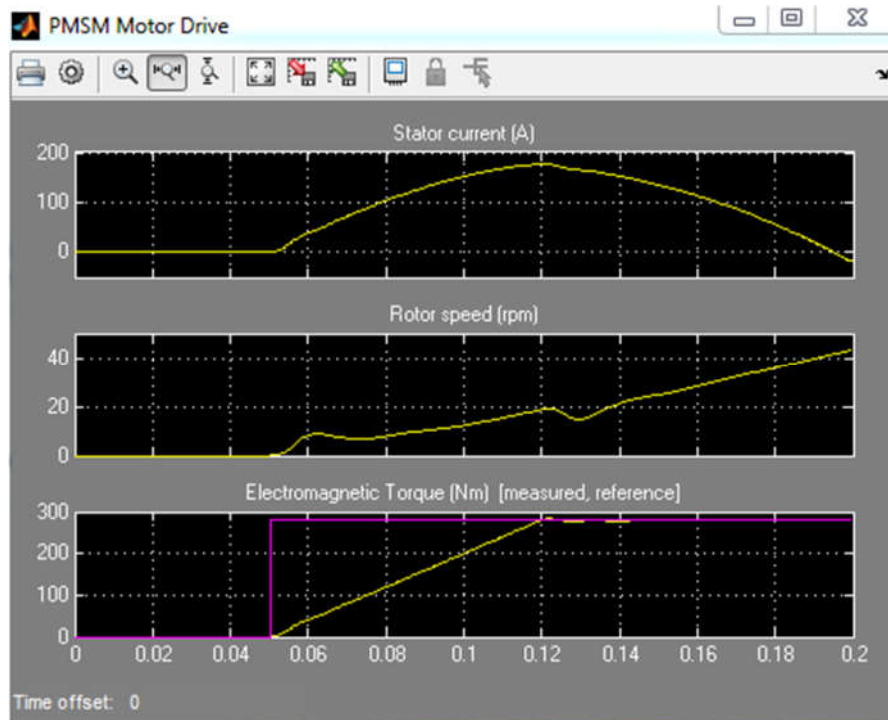 PMSM Motor Drive
Stator current (A)
200
100
0
Rotor speed (rpm)
40
20
0
Electromagnetic Torque (Nm)  [measured, reference]
300
200
100
0
0 0.02 0.04 0.06 0.08 0.1 0.12 0.14 0.16 0.18 0.2
Time offset: 0